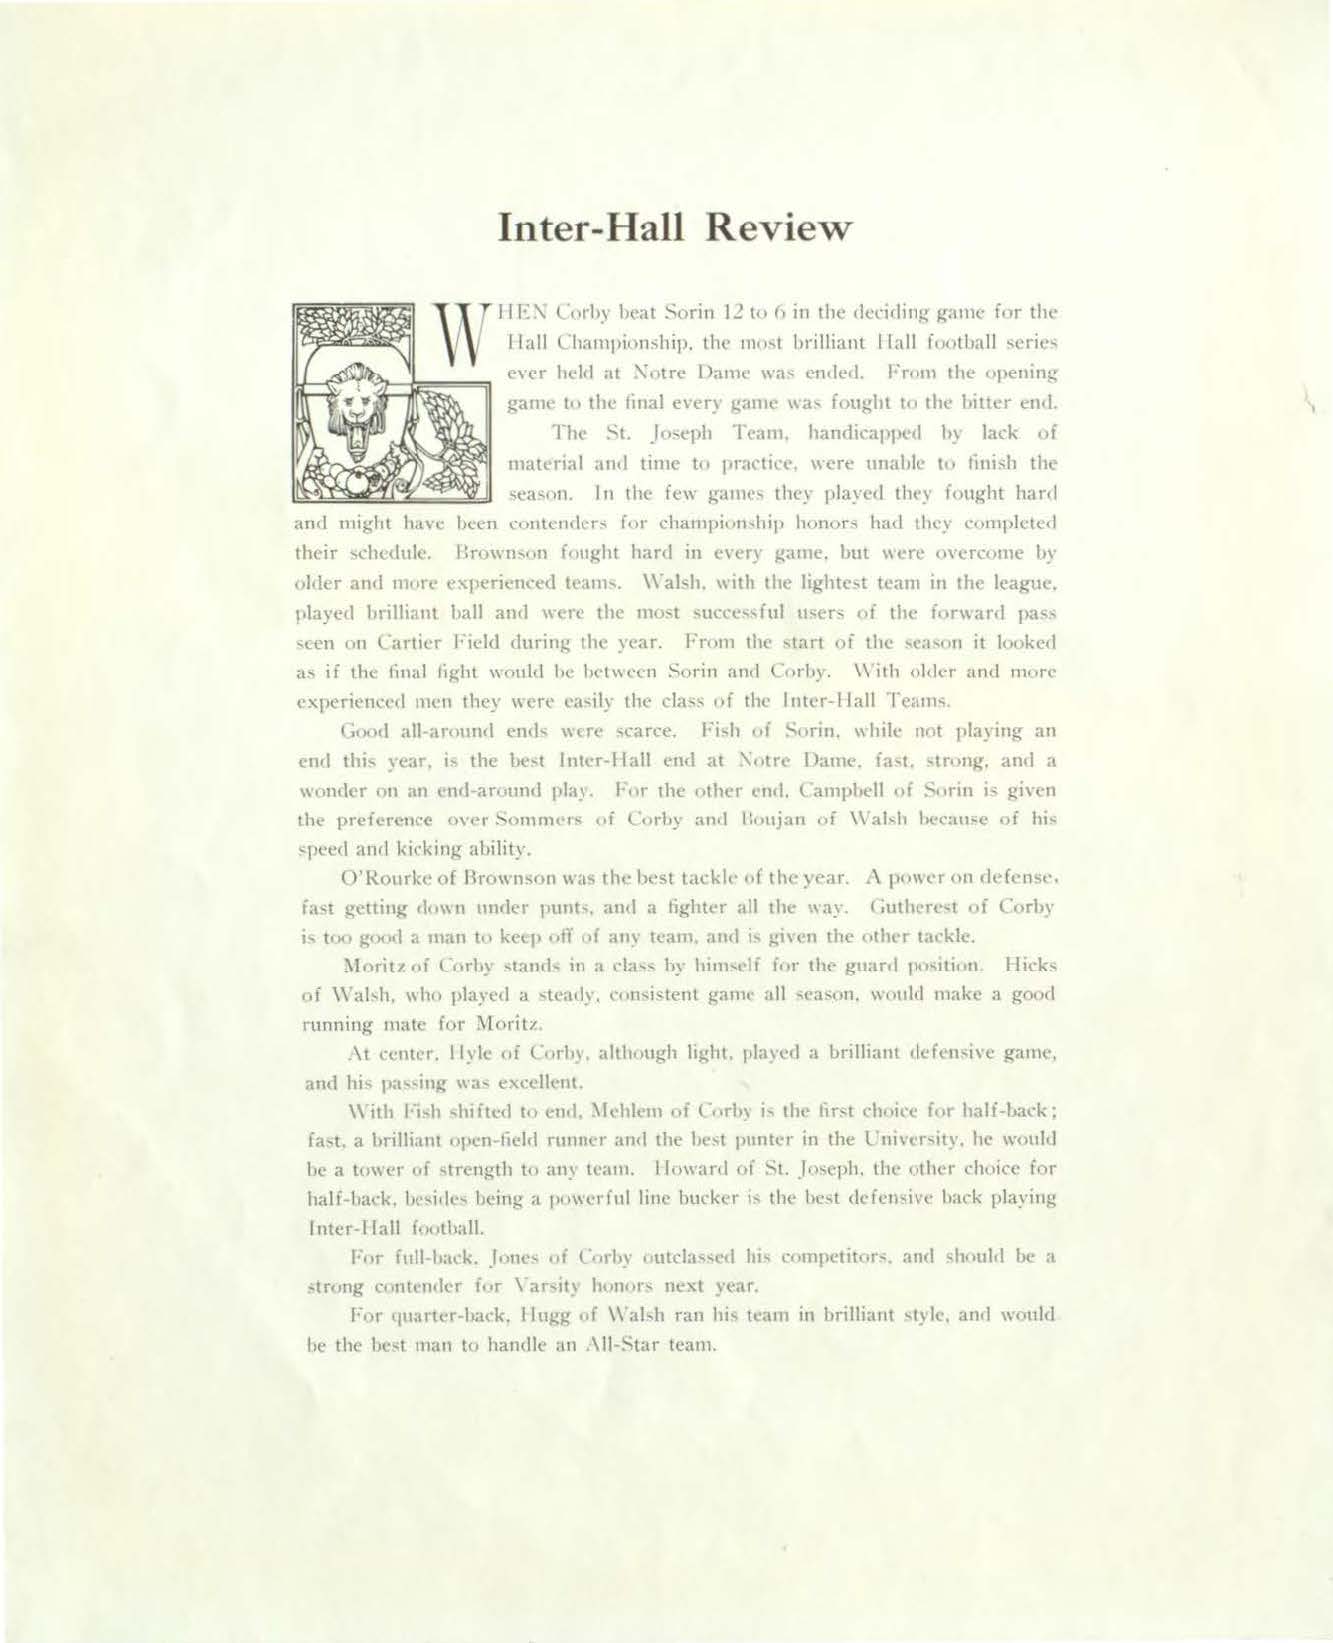 Inter-Hall Review
WHEN Corby beat Sorin 12 to 6 in the deciding game for the
Hall Championship, the most brilliant Hall football series
ever held at Notre Dame was ended. From the opening
game to the final every game was fought to the bitter end.
The St. Joseph Team, handicapped by lack of
material and time to practice, were unable to finish the
season. In the few games they played they fought hard
and might have been contenders for championship honors had they completed
their schedule. Brownson fought hard in every game, but were overcome by
older and more experienced teams. Walsh, with the lightest team in the league,
played brilliant ball and were the most successful users of the forward pass
seen on Cartier Field during the year. From the start of the season it looked
as if the final fight would be between Sorin and Corby. With older and more
experienced men they were easily the class of the Inter-Hall Teams.
Good all-around ends were scarce. Fish of Sorin, while not playing an
end this year, is the best Inter-Hall end at Notre Dame, fast, strong, and a
wonder on an end-around play. For the other end, Campbell of Sorin is given
the preference over Sommers of Corby and Boujan of Walsh because of his
speed and kicking ability.
O'Rourke of Brownson was the best tackle of the year. A power on defense,
fast getting down under punts, and a fighter all the way. Gutherest of Corby
is too good a man to keep off of any team, and is given the other tackle.
Moritz of Corby stands in a class by himself for the guard position. Hicks
of Walsh, who played a steady, consistent game all season, would make a good
running mate for Moritz.
At center, Hyle of Corby, although light, played a brilliant defensive game,
and his passing was excellent.
With Fish shifted to end, Mehlem of Corby is the first choice for half-back;
fast, a brilliant open-field runner and the best punter in the University, he would
be a tower of strength to any team. Howard of St. Joseph, the other choice for
half-back, besides being a powerful line bucker is the best defensive back playing
Inter-Hall football.
For full-back, Jones of Corby outclassed his competitors, and should be a
strong contender for Varsity honors next year.
For quarter-back, Hugg of Walsh ran his team in brilliant style, and would
be the best man to handle an All-Star team.